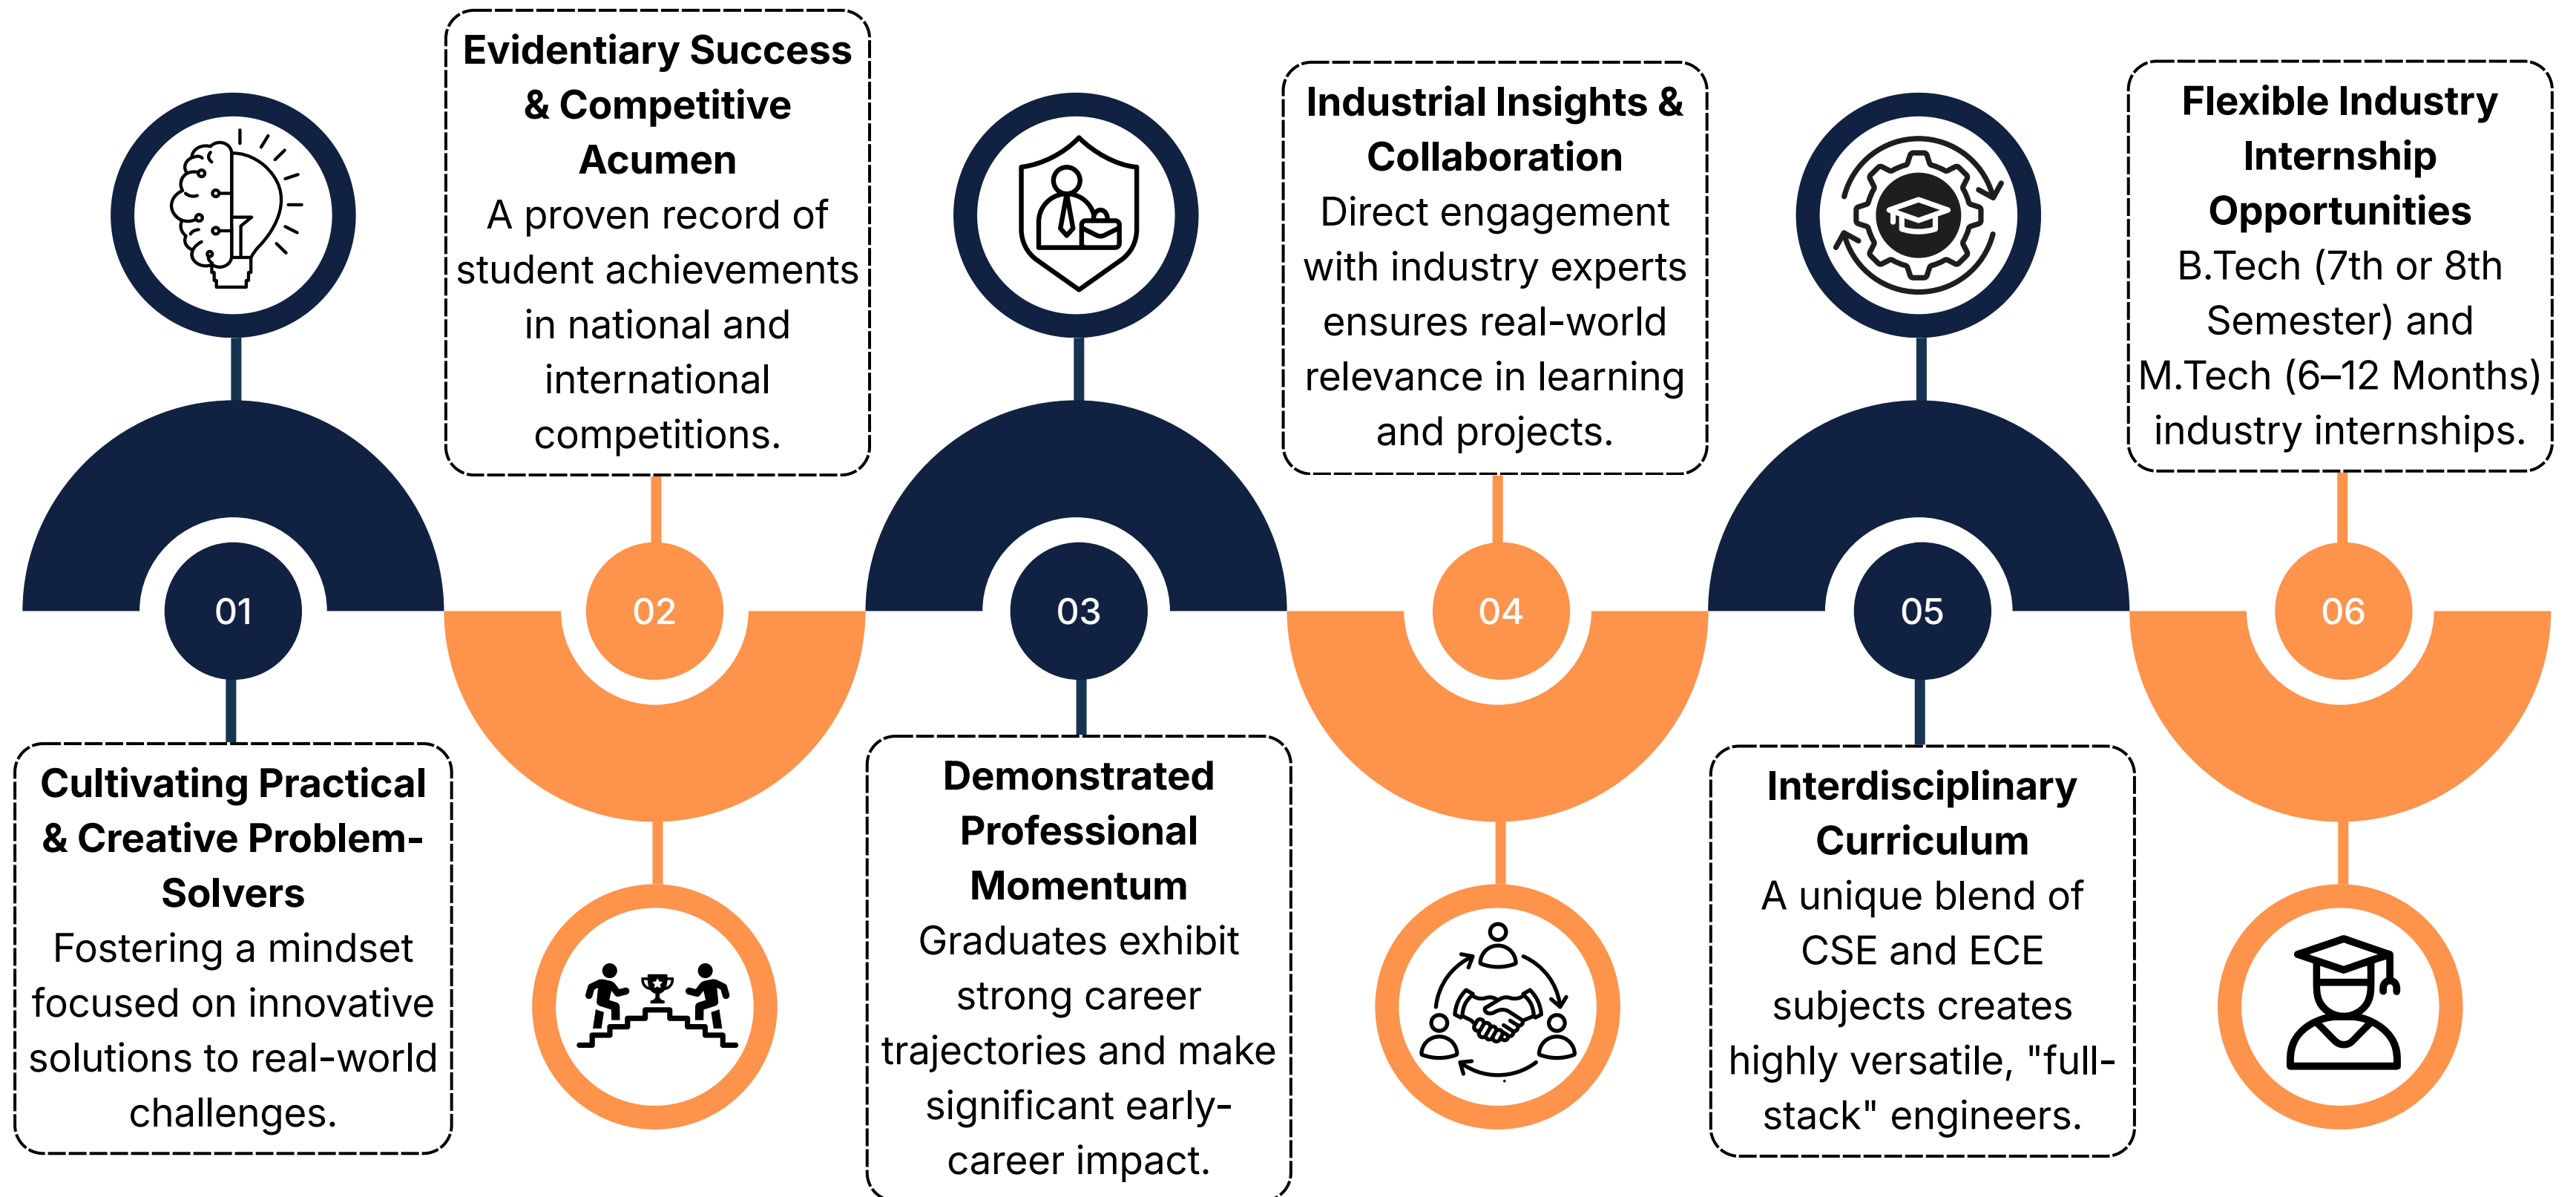 01
Cultivating Practical
& Creative Problem-
Solvers
Fostering a mindset
focused on innovative
solutions to real-world
challenges.
Evidentiary Success
& Competitive
Acumen
A proven record of
student achievements
in national and
international
competitions.
02
03
Demonstrated
Professional
Momentum
Graduates exhibit
strong career
trajectories and make
significant early-
career impact.
Industrial Insights &
Collaboration
Direct engagement
with industry experts
ensures real-world
relevance in learning
and projects.
04
05
Interdisciplinary
Curriculum
A unique blend of
CSE and ECE
subjects creates
highly versatile, "full-
stack" engineers.
Flexible Industry
Internship
Opportunities
B.Tech (7th or 8th
Semester) and
M.Tech (6–12 Months)
industry internships.
06